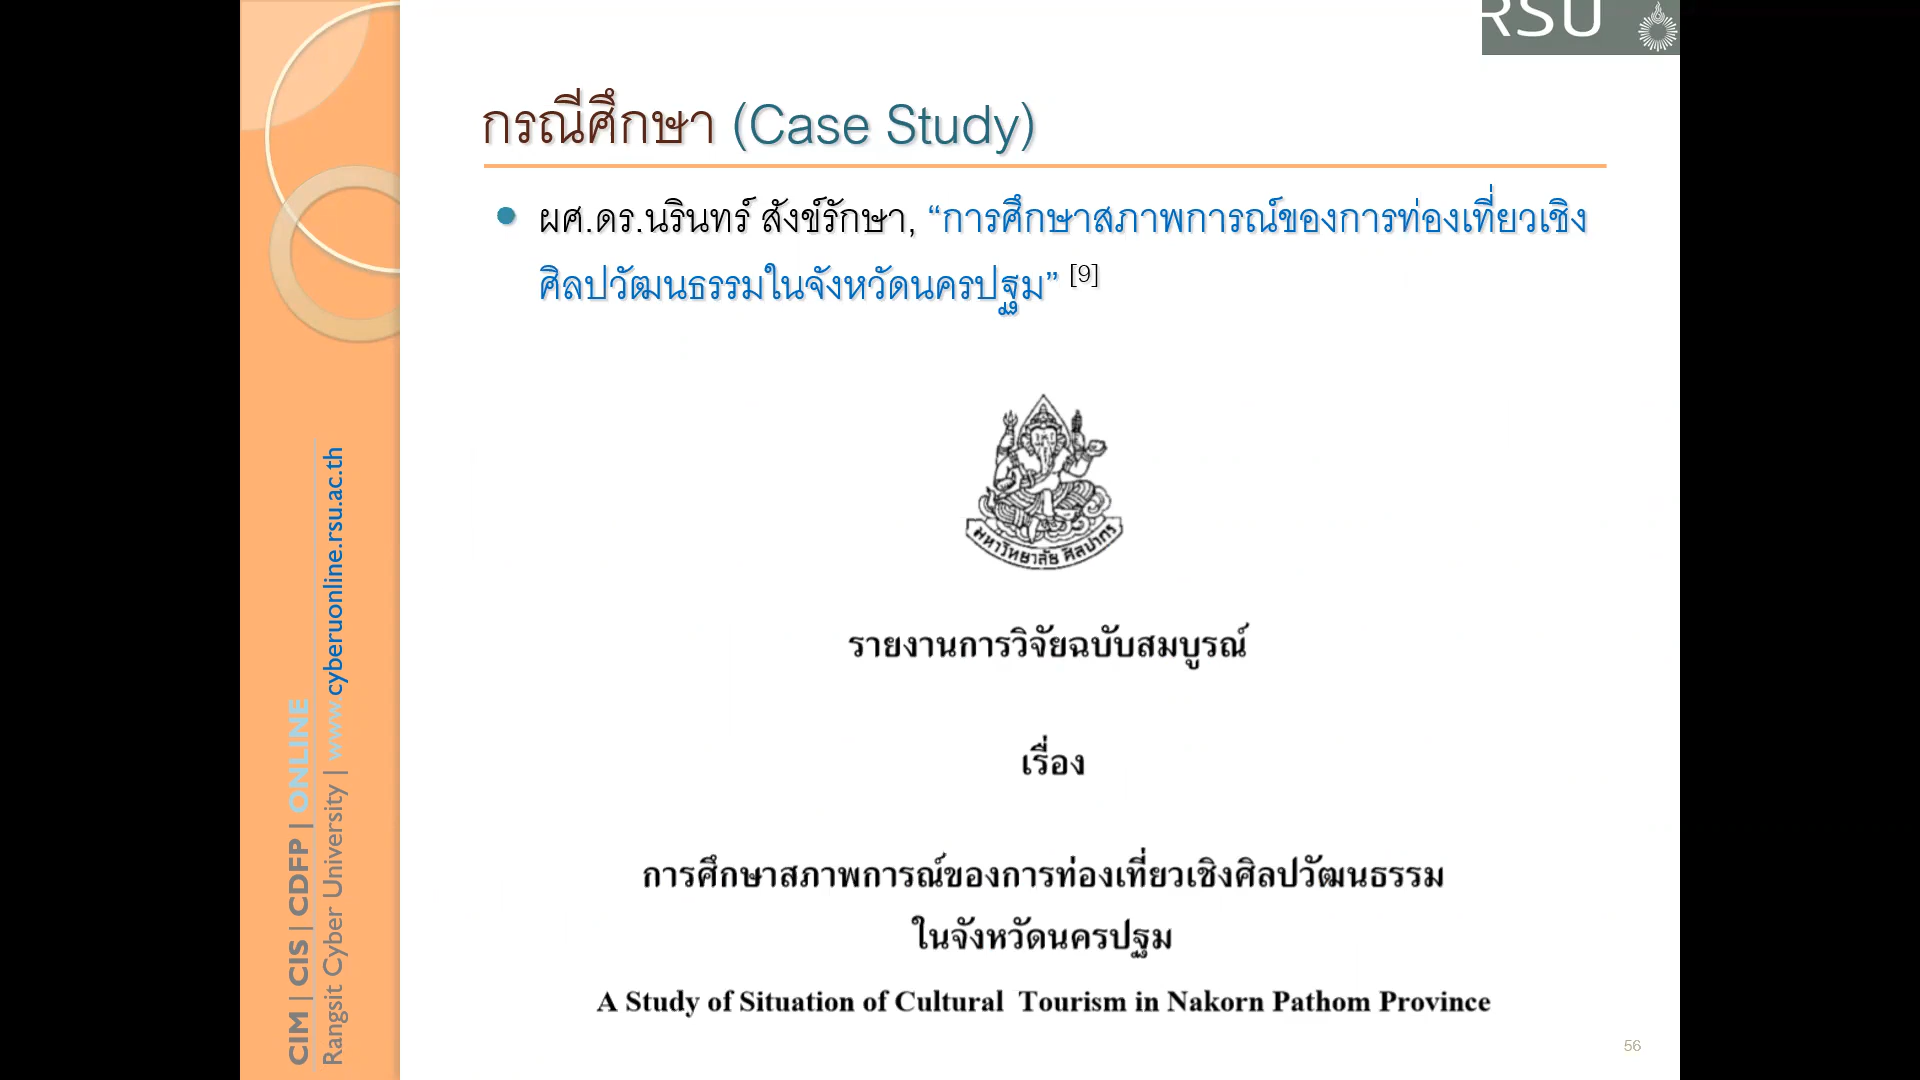 RSU
กรณีศึกษา (Case Study)
ผศ.ดร.นรินทร์ สังข์รักษา, “การศึกษาสภาพการณ์ของการท่องเที่ยวเชิง
ศิลปวัฒนธรรมในจังหวัดนครปฐม” [9]
มหาวิทยาลัย ศิลปากร
รายงานการวิจัยฉบับสมบูรณ์
เรื่อง
การศึกษาสภาพการณ์ของการท่องเที่ยวเชิงศิลปวัฒนธรรม
ในจังหวัดนครปฐม
A Study of Situation of Cultural Tourism in Nakorn Pathom Province
CIM | CIS | CDFP | ONLINE
Rangsit Cyber University | www.cyberuonline.rsu.ac.th
56